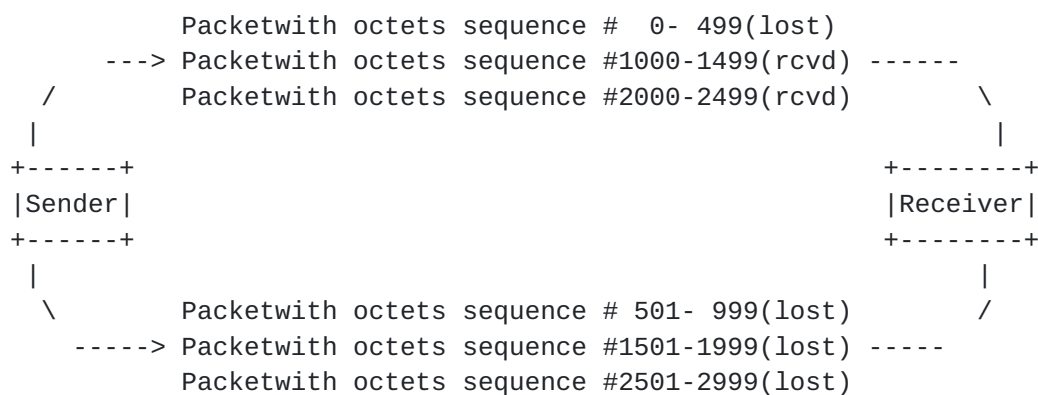 Packetwith octets sequence #  0- 499(lost)
---> Packetwith octets sequence #1000-1499(rcvd) ------
/ Packetwith octets sequence #2000-2499(rcvd) \
| |
+------+ +--------+
|Sender| |Receiver|
+------+ +--------+
| |
\ Packetwith octets sequence # 501- 999(lost) /
-----> Packetwith octets sequence #1501-1999(lost) -----
Packetwith octets sequence #2501-2999(lost)